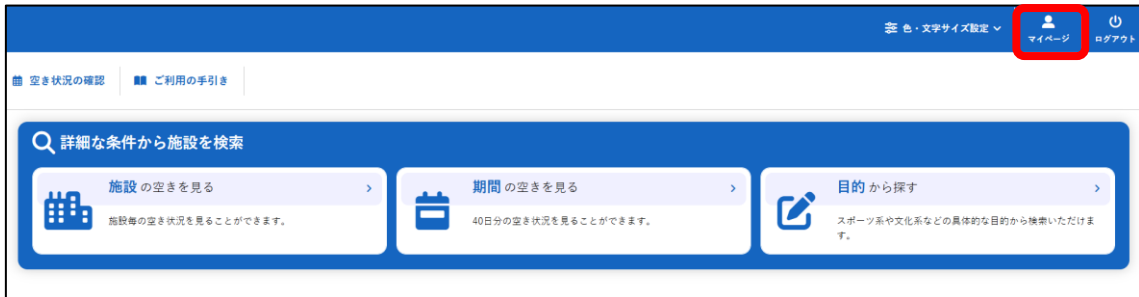 色・文字サイズ設定
マイページ
ログアウト
空き状況の確認
ご利用の手引き
詳細な条件から施設を検索
施設 の空きを見る
施設毎の空き状況を見ることができます。
期間 の空きを見る
40日分の空き状況を見ることができます。
目的 から探す
スポーツ系や文化系などの具体的な目的から検索いただけま
す。